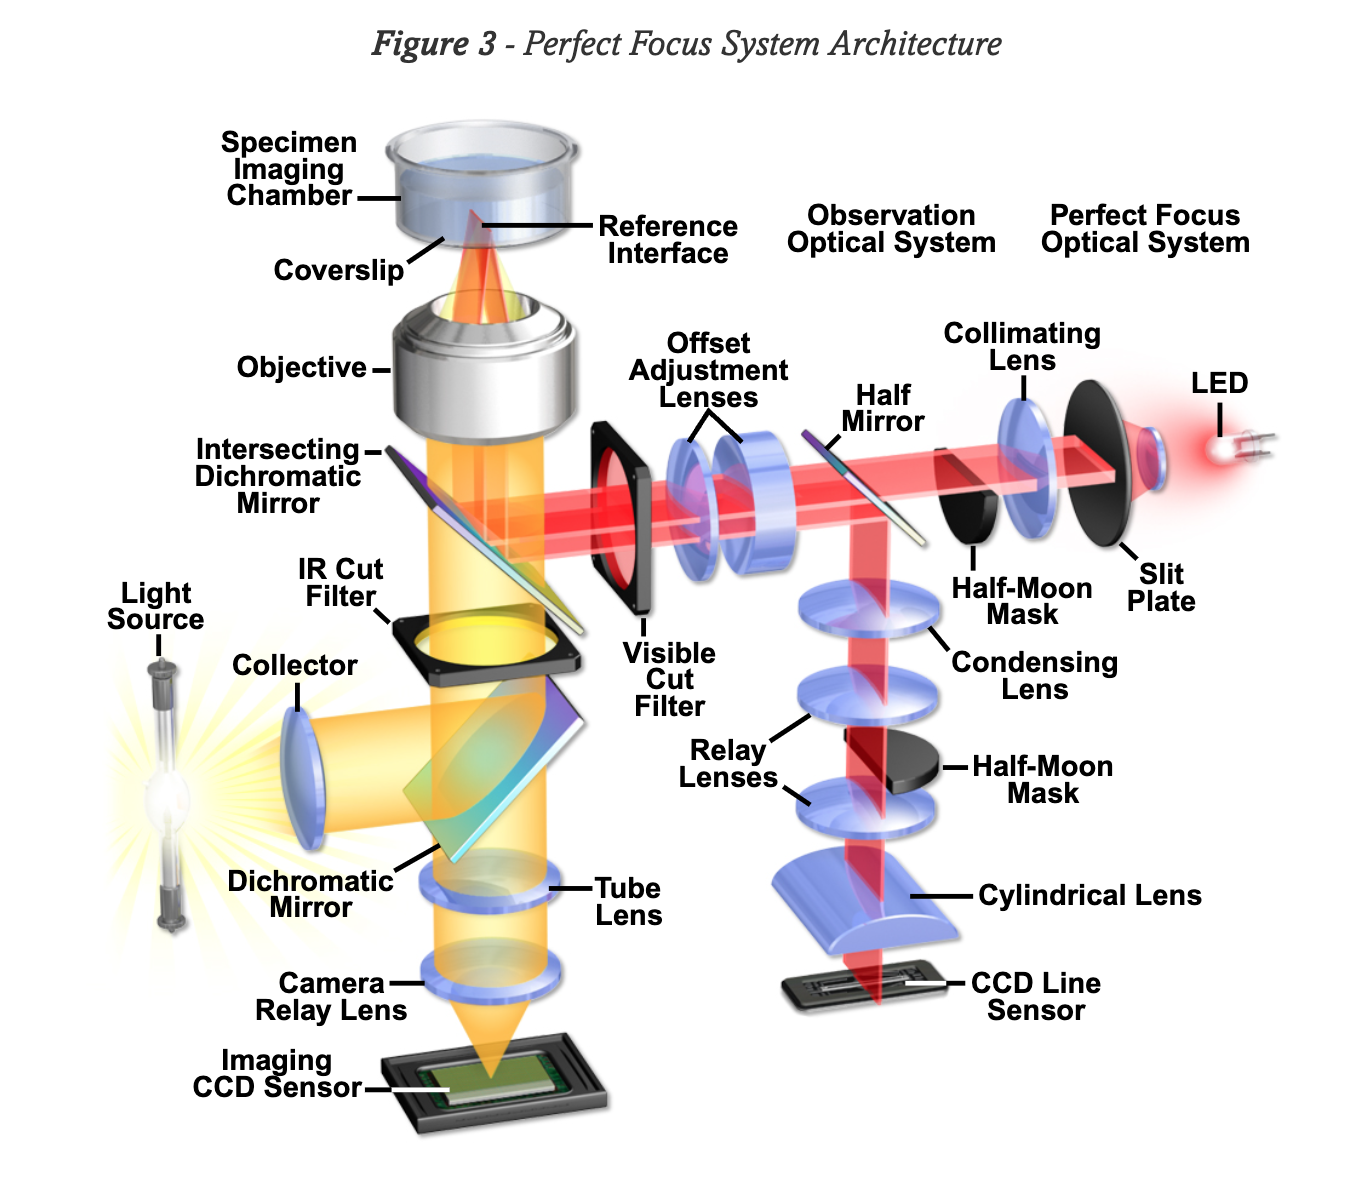 Figure 3 - Perfect Focus System Architecture
Specimen
Imaging
Chamber
Coverslip
Reference
Interface
Observation
Optical System
Perfect Focus
Optical System
Objective
Offset
Adjustment
Lenses
Half
Mirror
Collimating
Lens
LED
Intersecting
Dichromatic
Mirror
IR Cut
Filter
Light
Source
Collector
Visible
Cut
Filter
Half-Moon
Mask
Slit
Plate
Condensing
Lens
Relay
Lenses
Half-Moon
Mask
Dichromatic
Mirror
Tube
Lens
Cylindrical Lens
Camera
Relay Lens
CCD Line
Sensor
Imaging
CCD Sensor